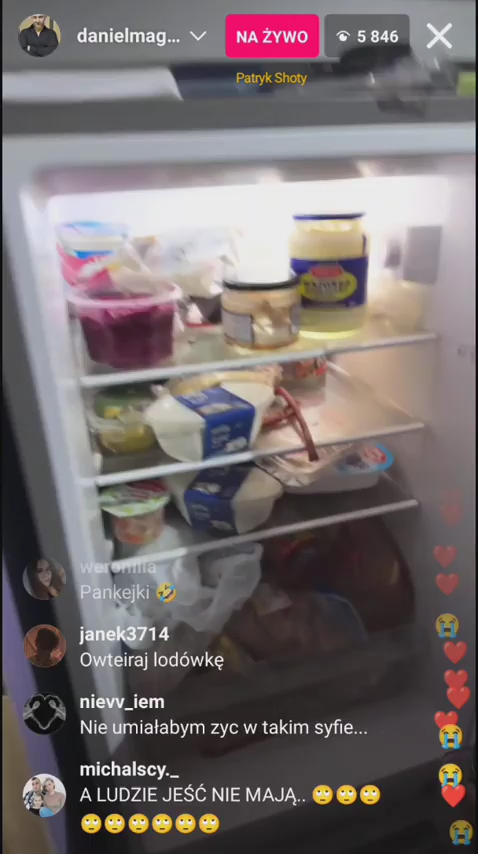 danielmag...
NA ŻYWO
5 846
Patryk Shoty
weronilla
Pankejki 🤣
janek3714
Owteiraj lodówkę
nievv_iem
Nie umiałabym zyc w takim syfie...
michalscy._
A LUDZIE JEŚĆ NIE MAJĄ.. 🙄🙄🙄
🙄🙄🙄🙄🙄🙄